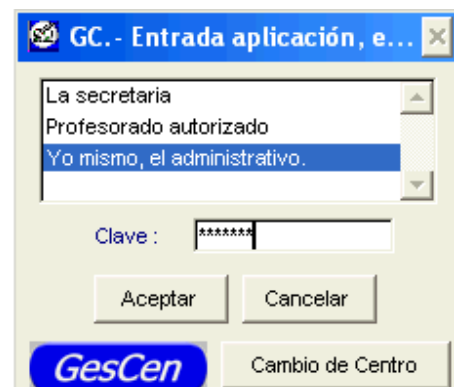 GC.- Entrada aplicación, e...
La secretaria
Profesorado autorizado
Yo mismo, el administrativo.
Clave : *******
Aceptar Cancelar
GesCen Cambio de Centro